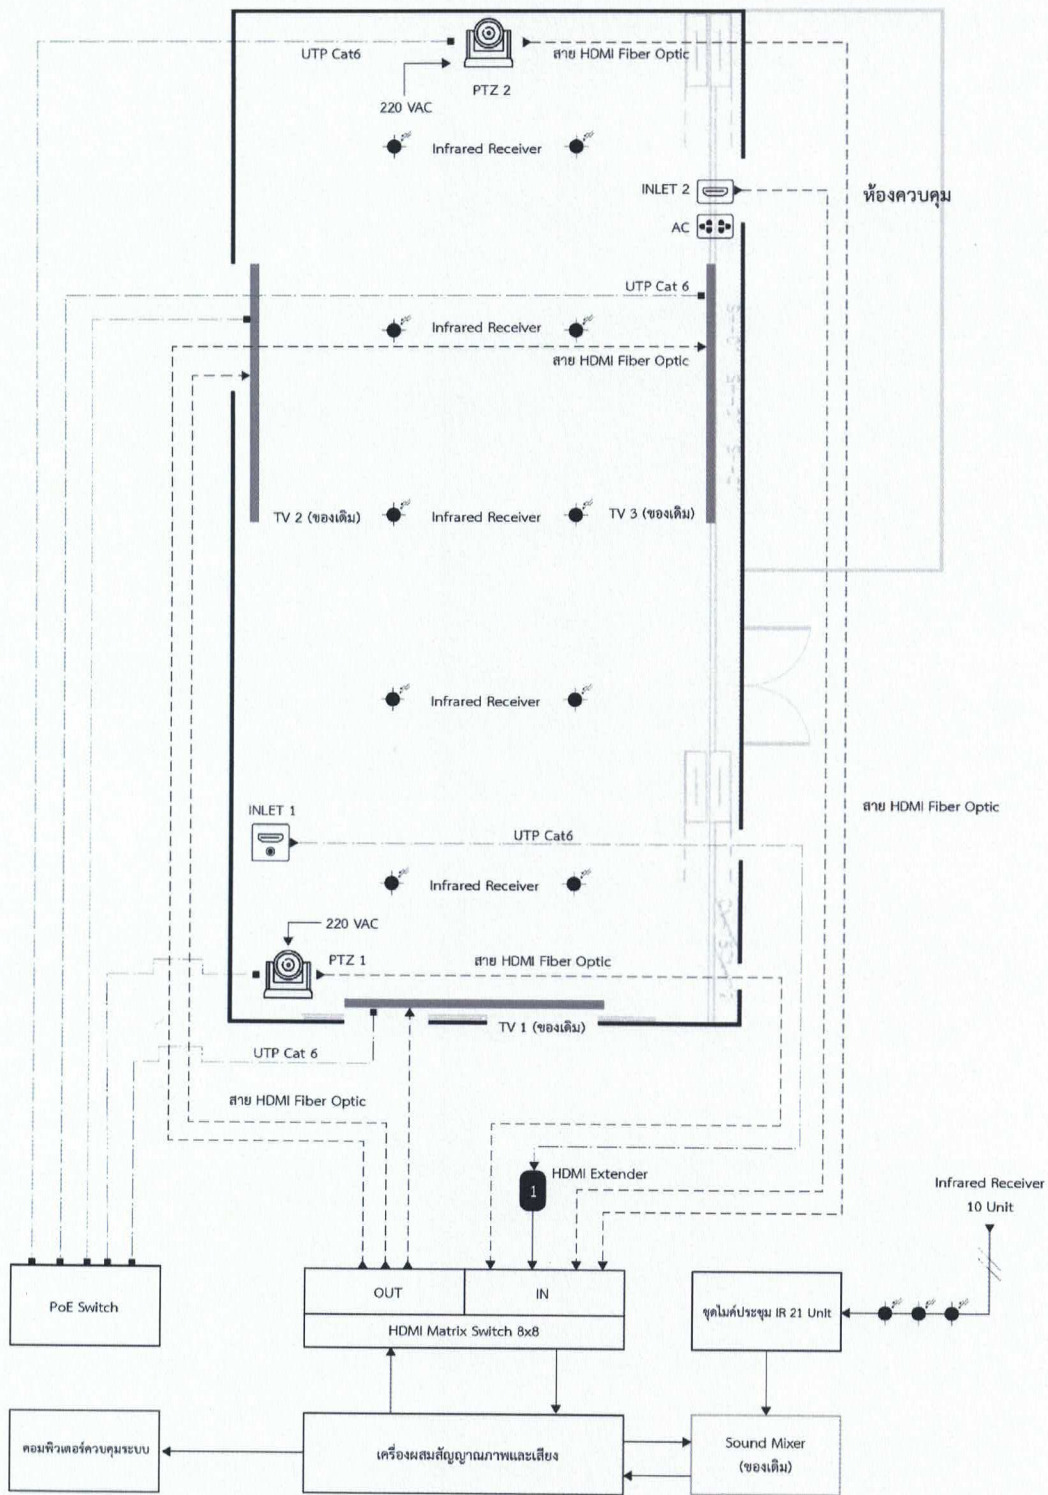 UTP Cat6
สาย HDMI Fiber Optic
PTZ 2
220 VAC
Infrared Receiver
INLET 2
ห้องควบคุม
AC
UTP Cat 6
Infrared Receiver
สาย HDMI Fiber Optic
TV 2 (ของเดิม)
Infrared Receiver
TV 3 (ของเดิม)
Infrared Receiver
INLET 1
สาย HDMI Fiber Optic
UTP Cat6
Infrared Receiver
220 VAC
PTZ 1
สาย HDMI Fiber Optic
TV 1 (ของเดิม)
UTP Cat 6
สาย HDMI Fiber Optic
HDMI Extender
1
Infrared Receiver
10 Unit
PoE Switch
OUT
IN
HDMI Matrix Switch 8x8
ชุดไมค์ประชุม IR 21 Unit
คอมพิวเตอร์ควบคุมระบบ
เครื่องผสมสัญญาณภาพและเสียง
Sound Mixer
(ของเดิม)